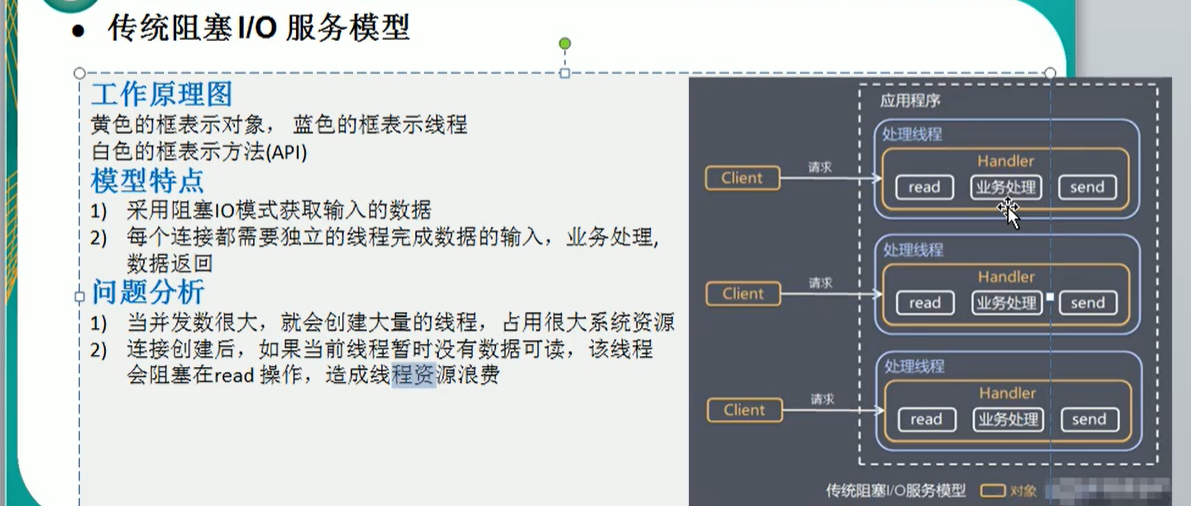 ● 传统阻塞 I/O 服务模型
工作原理图
黄色的框表示对象， 蓝色的框表示线程
白色的框表示方法(API)
模型特点
1) 采用阻塞IO模式获取输入的数据
2) 每个连接都需要独立的线程完成数据的输入，业务处理,
数据返回
问题分析
1) 当并发数很大，就会创建大量的线程，占用很大系统资源
2) 连接创建后，如果当前线程暂时没有数据可读，该线程
会阻塞在read 操作，造成线程资源浪费
应用程序
处理线程
Handler
Client
请求
read 业务处理 send
处理线程
Handler
Client
请求
read 业务处理 send
处理线程
Handler
Client
请求
read 业务处理 send
传统阻塞I/O服务模型 对象